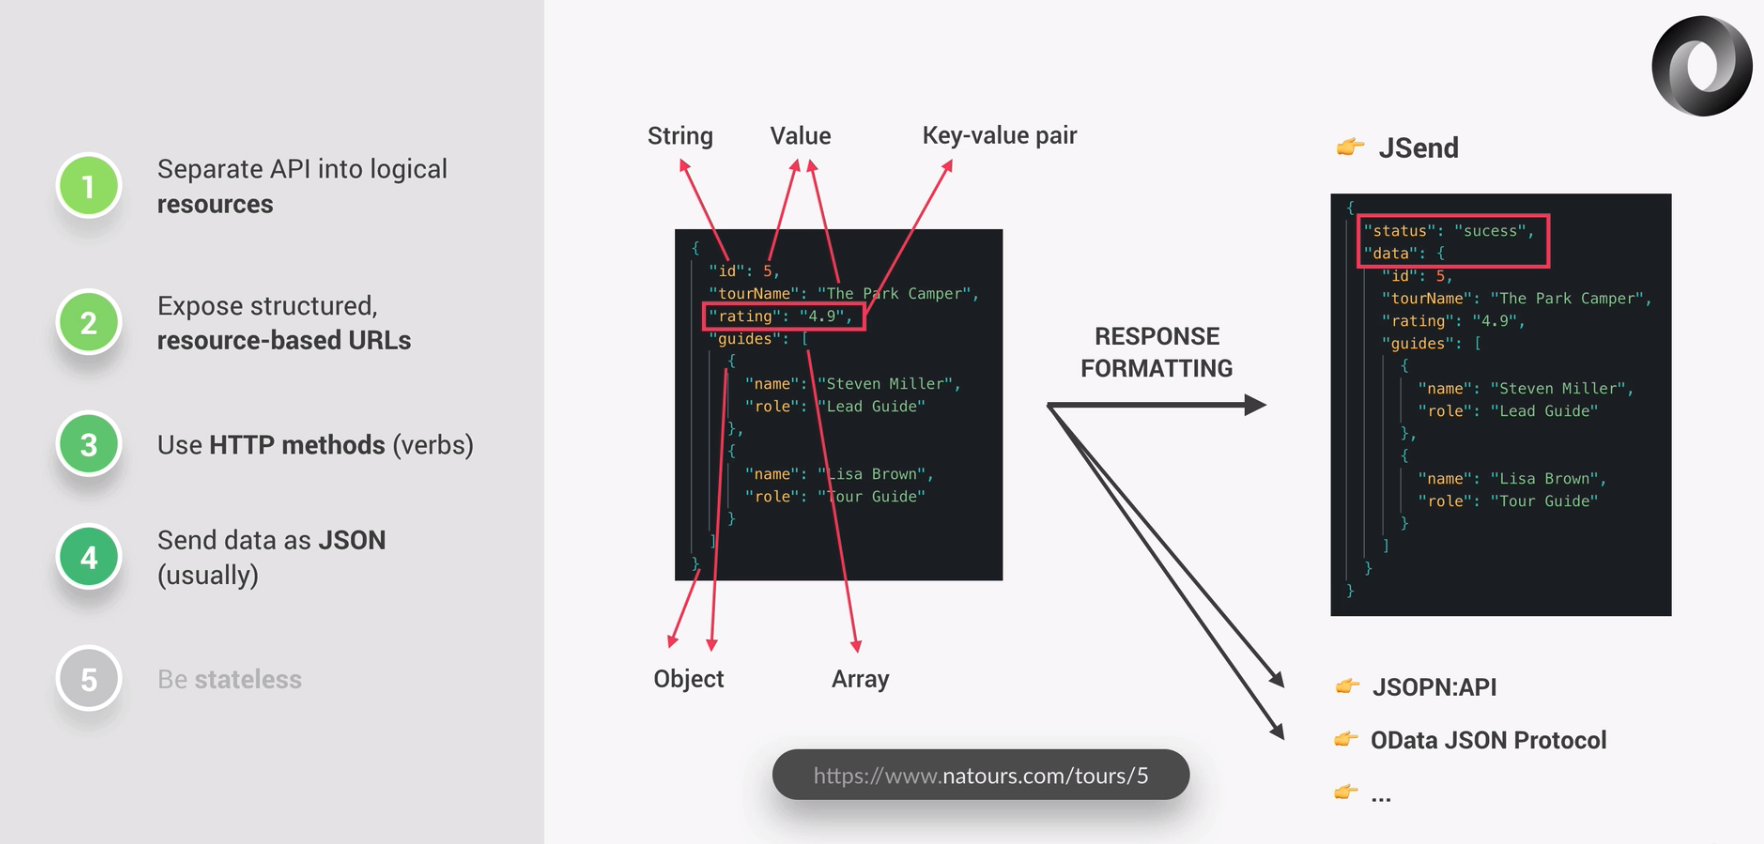 1
Separate API into logical
resources
2
Expose structured,
resource-based URLs
3
Use HTTP methods (verbs)
4
Send data as JSON
(usually)
5
Be stateless
String
Value
Key-value pair
{
"id": 5,
"tourName": "The Park Camper",
"rating": "4.9",
"guides": [
{
"name": "Steven Miller",
"role": "Lead Guide"
},
{
"name": "Lisa Brown",
"role": "Tour Guide"
}
]
}
Object
Array
https://www.natours.com/tours/5
RESPONSE
FORMATTING
JSend
{
"status": "sucess",
"data": {
"id": 5,
"tourName": "The Park Camper",
"rating": "4.9",
"guides": [
{
"name": "Steven Miller",
"role": "Lead Guide"
},
{
"name": "Lisa Brown",
"role": "Tour Guide"
}
]
}
}
JSOPN:API
OData JSON Protocol
...